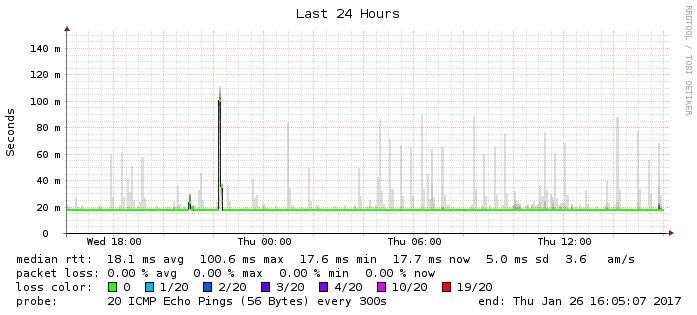 Last 24 Hours
RRDTOOL / TOBI OETIKER
Seconds
140 m
120 m
100 m
80 m
60 m
40 m
20 m
0
Wed 18:00 Thu 00:00 Thu 06:00 Thu 12:00
median rtt: 18.1 ms avg 100.6 ms max 17.6 ms min 17.7 ms now 5.0 ms sd 3.6 am/s
packet loss: 0.00 % avg 0.00 % max 0.00 % min 0.00 % now
loss color: 0 1/20 2/20 3/20 4/20 10/20 19/20
probe: 20 ICMP Echo Pings (56 Bytes) every 300s end: Thu Jan 26 16:05:07 2017